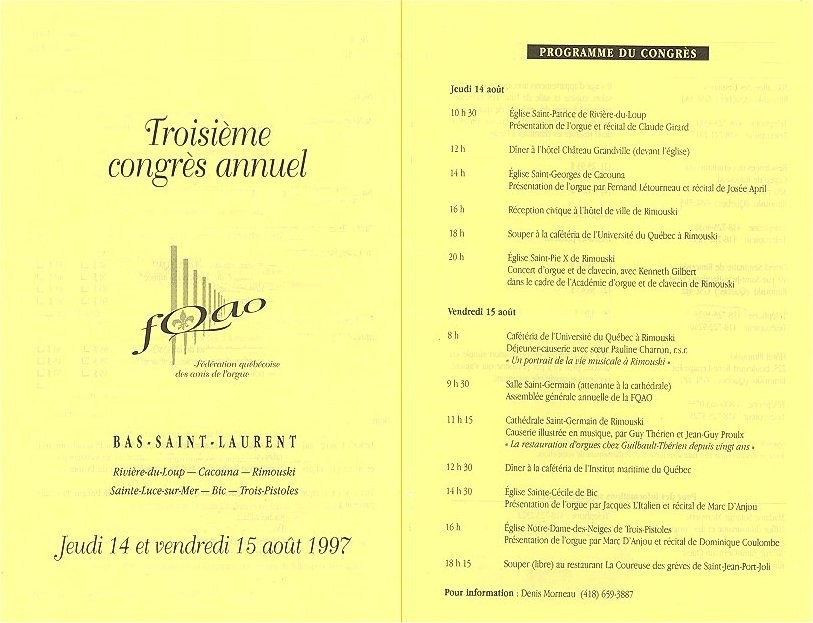 Troisième
congrès annuel
fQao
Fédération québécoise
des amis de l'orgue
BAS-SAINT-LAURENT
Rivière-du-Loup — Cacouna — Rimouski
Sainte-Luce-sur-Mer — Bic — Trois-Pistoles
Jeudi 14 et vendredi 15 août 1997
PROGRAMME DU CONGRÈS
Jeudi 14 août
10 h 30 Église Saint-Patrice de Rivière-du-Loup
Présentation de l'orgue et récital de Claude Girard
12 h Dîner à l'hôtel Château Grandville (devant l'église)
14 h Église Saint-Georges de Cacouna
Présentation de l'orgue par Fernand Létourneau et récital de Josée April
16 h Réception civique à l'hôtel de ville de Rimouski
18 h Souper à la cafétéria de l'Université du Québec à Rimouski
20 h Église Saint-Pie X de Rimouski
Concert d'orgue et de clavecin, avec Kenneth Gilbert
dans le cadre de l'Académie d'orgue et de clavecin de Rimouski
Vendredi 15 août
8 h Cafétéria de l'Université du Québec à Rimouski
Déjeuner-causerie avec sœur Pauline Charron, r.s.r.
« Un portrait de la vie musicale à Rimouski »
9 h 30 Salle Saint-Germain (attenante à la cathédrale)
Assemblée générale annuelle de la FQAO
11 h 15 Cathédrale Saint-Germain de Rimouski
Causerie illustrée en musique, par Guy Thérien et Jean-Guy Proulx
« La restauration d'orgues chez Guilbault-Thérien depuis vingt ans »
12 h 30 Dîner à la cafétéria de l'Institut maritime du Québec
14 h 30 Église Sainte-Cécile de Bic
Présentation de l'orgue par Jacques L'Italien et récital de Marc D'Anjou
16 h Église Notre-Dame-des-Neiges de Trois-Pistoles
Présentation de l'orgue par Marc D'Anjou et récital de Dominique Coulombe
18 h 15 Souper (libre) au restaurant La Coureuse des grèves de Saint-Jean-Port-Joli
Pour information : Denis Morneau (418) 659-3887